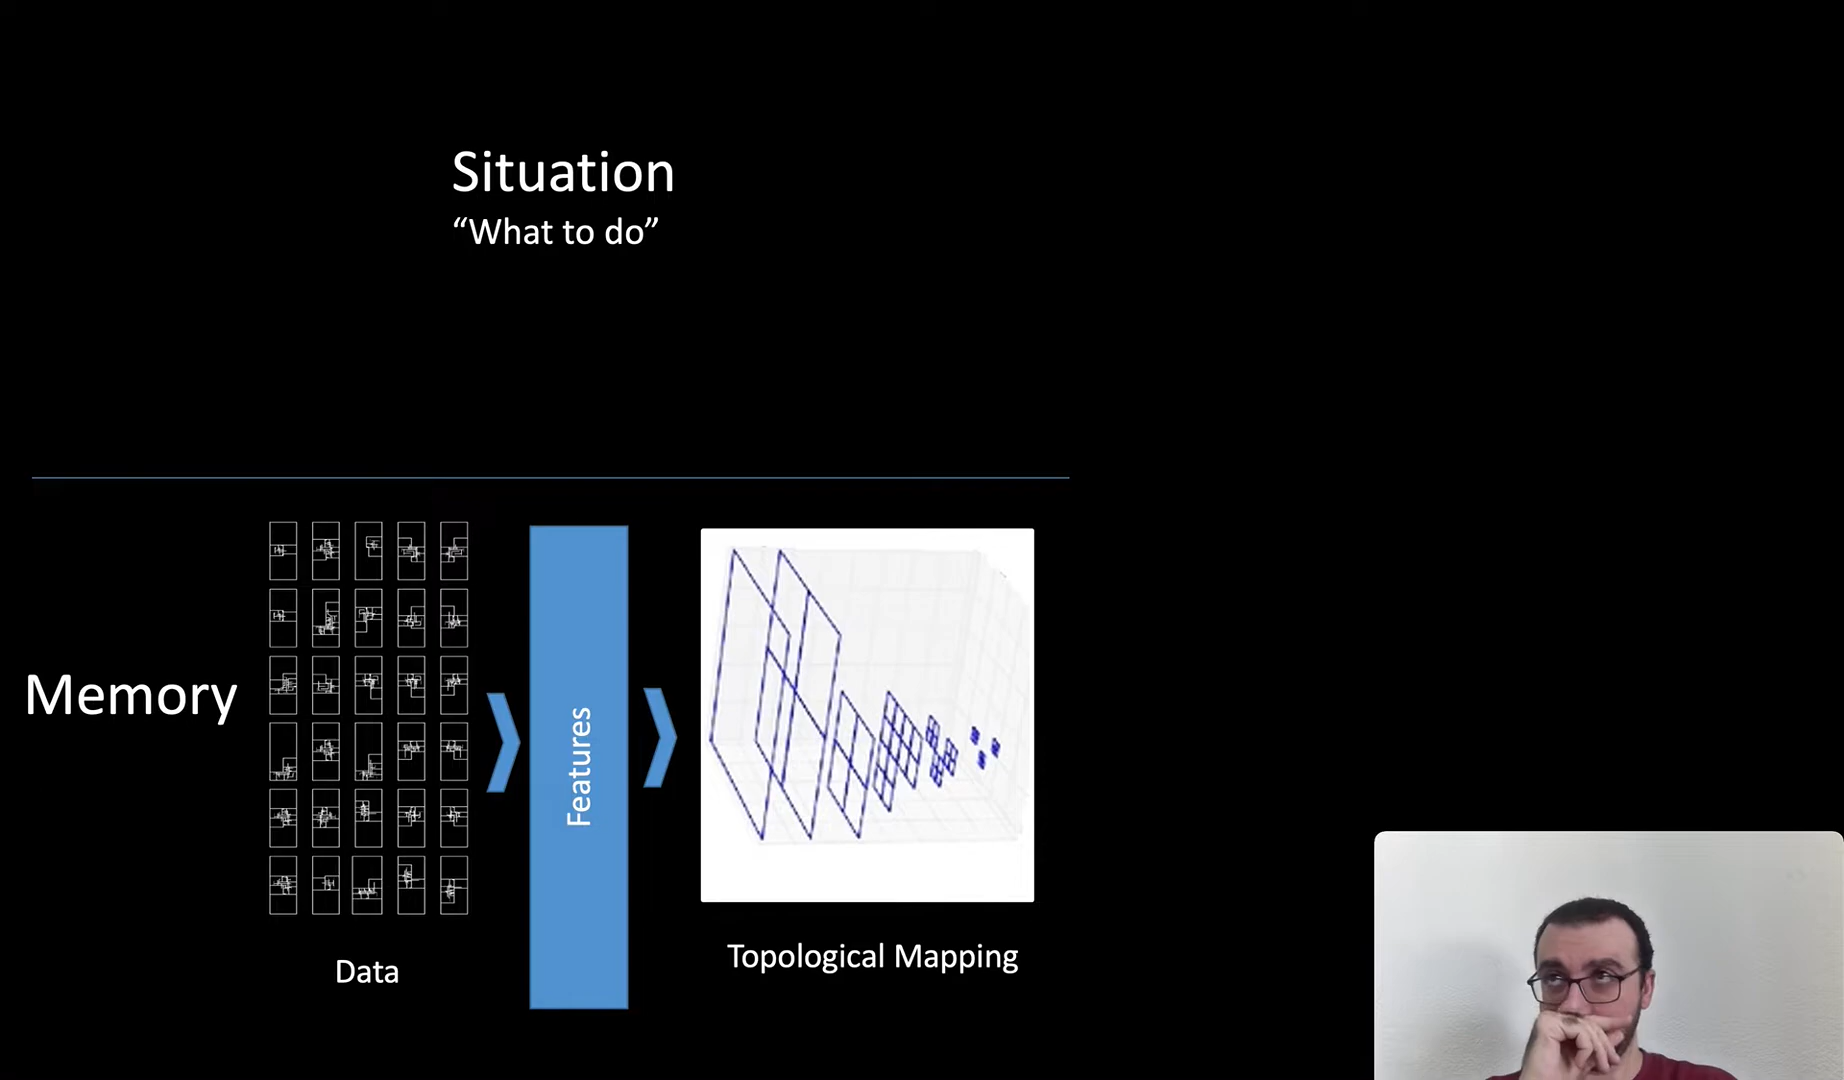 Situation
“What to do”
Memory
Features
Data
Topological Mapping